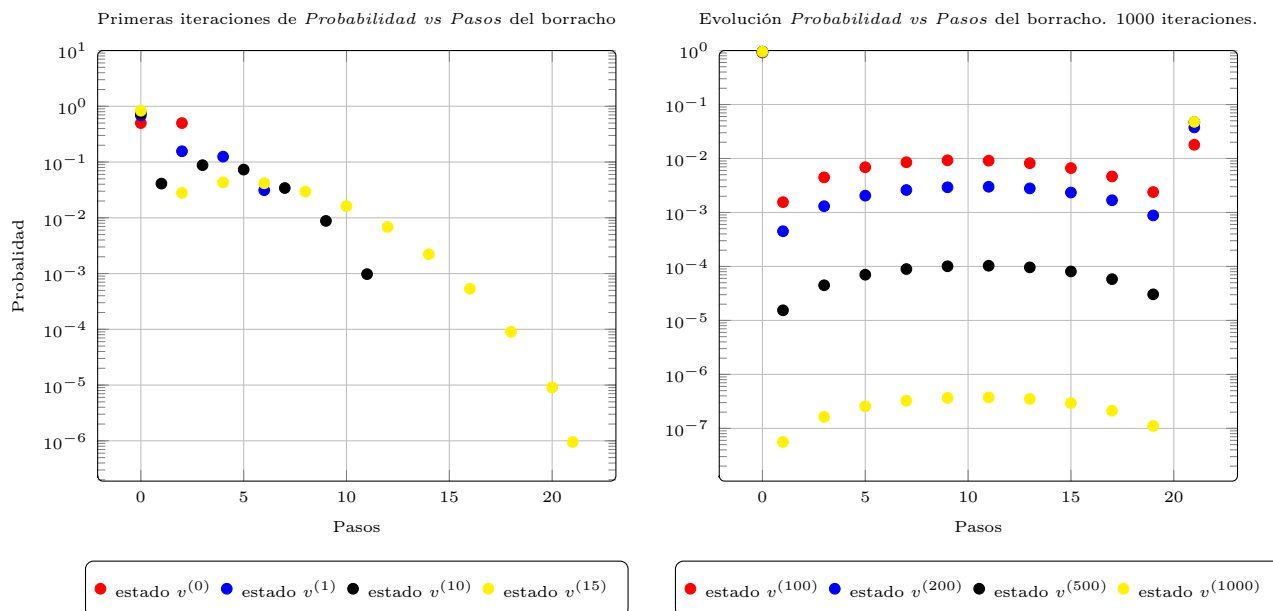 Primeras iteraciones de Probabilidad vs Pasos del borracho
10^1
10^0
10^−1
10^−2
10^−3
10^−4
10^−5
10^−6
Probalidad
0 5 10 15 20
Pasos
estado v^(0) estado v^(1) estado v^(10) estado v^(15)
Evolución Probabilidad vs Pasos del borracho. 1000 iteraciones.
10^0
10^−1
10^−2
10^−3
10^−4
10^−5
10^−6
10^−7
0 5 10 15 20
Pasos
estado v^(100) estado v^(200) estado v^(500) estado v^(1000)